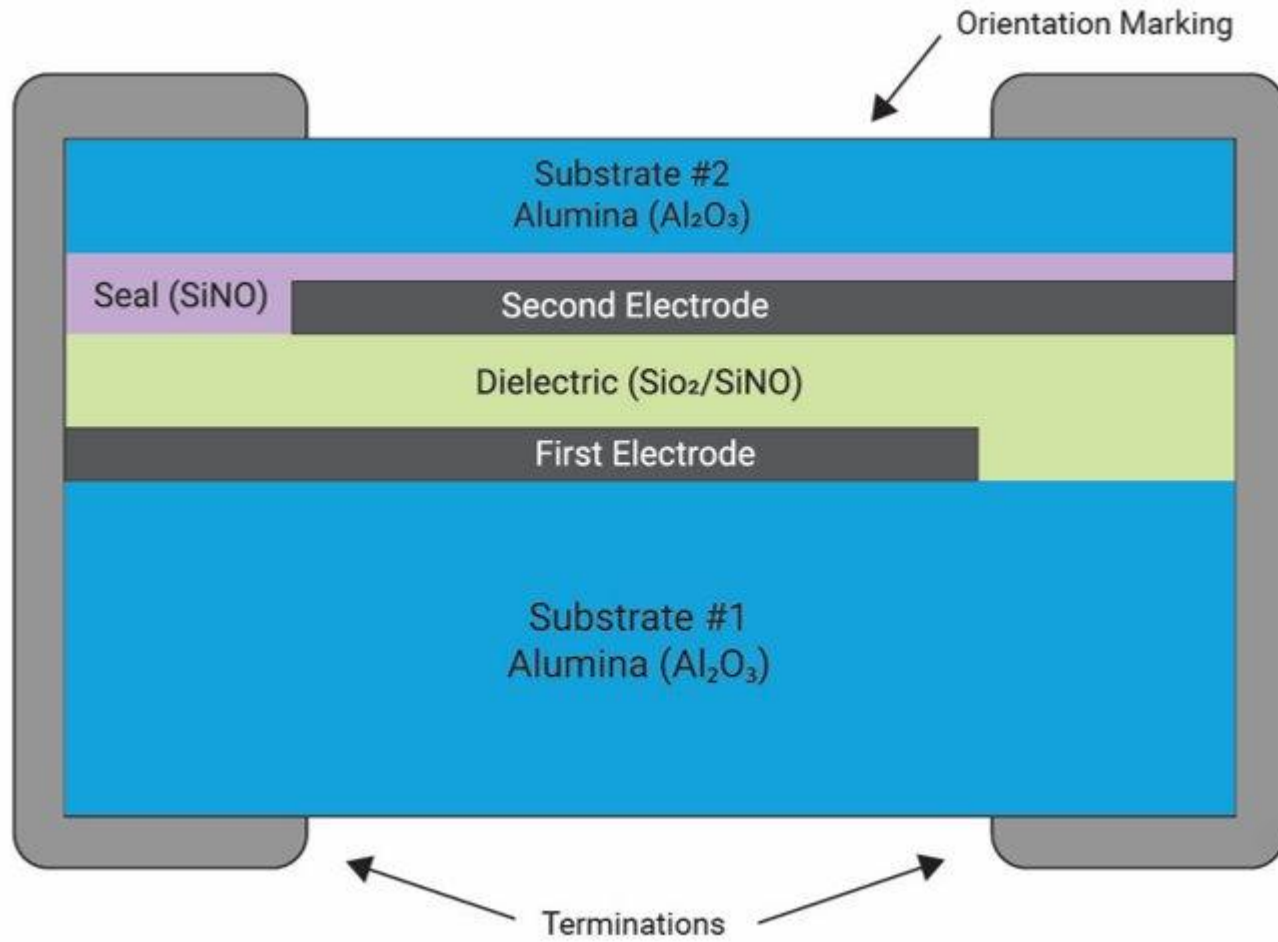 Orientation Marking
Substrate #2
Alumina (Al₂O₃)
Seal (SiNO)
Second Electrode
Dielectric (Sio₂/SiNO)
First Electrode
Substrate #1
Alumina (Al₂O₃)
Terminations